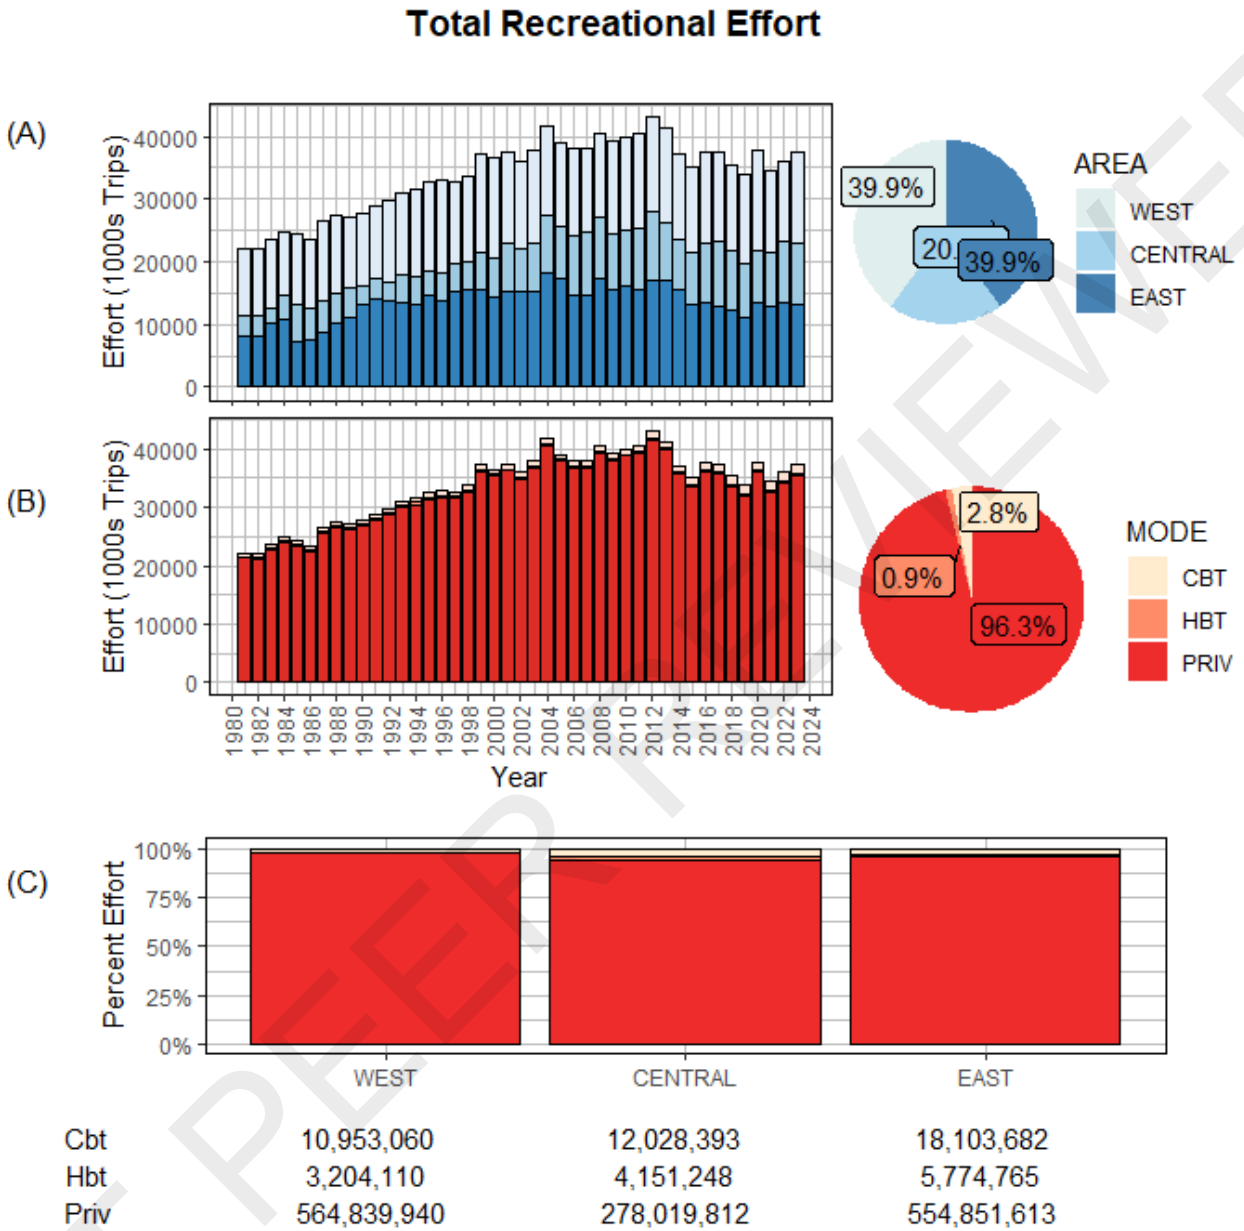 Total Recreational Effort
(A)
Effort (1000s Trips)
40000
30000
20000
10000
0
39.9%
20.
39.9%
AREA
WEST
CENTRAL
EAST
(B)
Effort (1000s Trips)
40000
30000
20000
10000
0
1980
1982
1984
1986
1988
1990
1992
1994
1996
1998
2000
2002
2004
2006
2008
2010
2012
2014
2016
2018
2020
2022
2024
Year
2.8%
0.9%
96.3%
MODE
CBT
HBT
PRIV
(C)
Percent Effort
100%
75%
50%
25%
0%
WEST CENTRAL EAST
Cbt 10,953,060 12,028,393 18,103,682
Hbt 3,204,110 4,151,248 5,774,765
Priv 564,839,940 278,019,812 554,851,613
PEER REVIEW